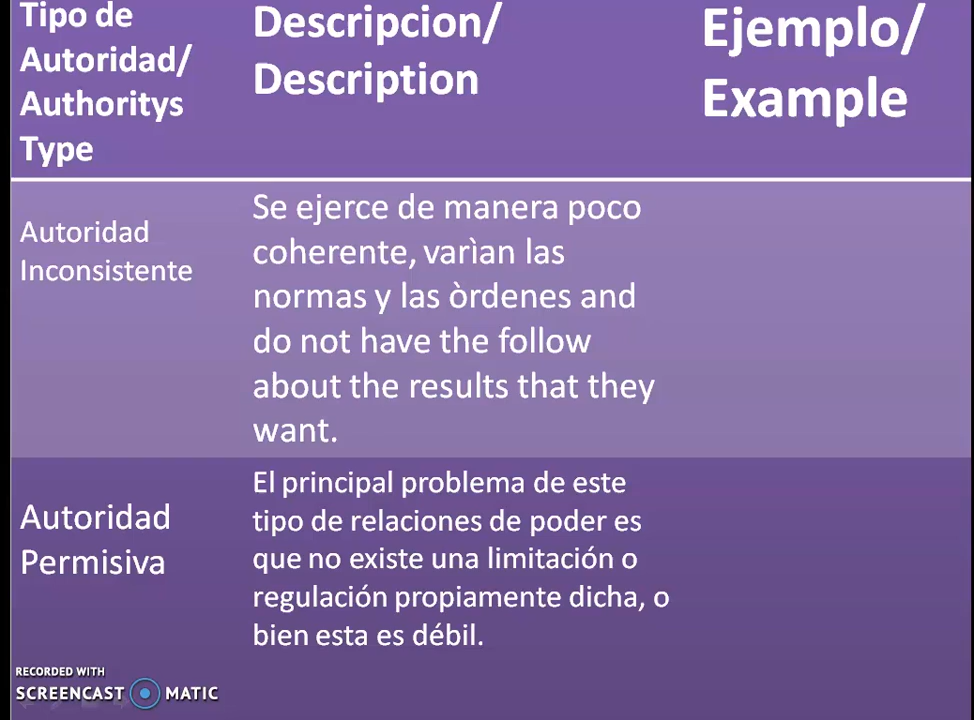 Tipo de
Autoridad/
Authoritys
Type
Descripcion/
Description
Ejemplo/
Example
Autoridad
Inconsistente
Se ejerce de manera poco
coherente, varìan las
normas y las òrdenes and
do not have the follow
about the results that they
want.
Autoridad
Permisiva
El principal problema de este
tipo de relaciones de poder es
que no existe una limitación o
regulación propiamente dicha, o
bien esta es débil.
RECORDED WITH
SCREENCAST MATIC